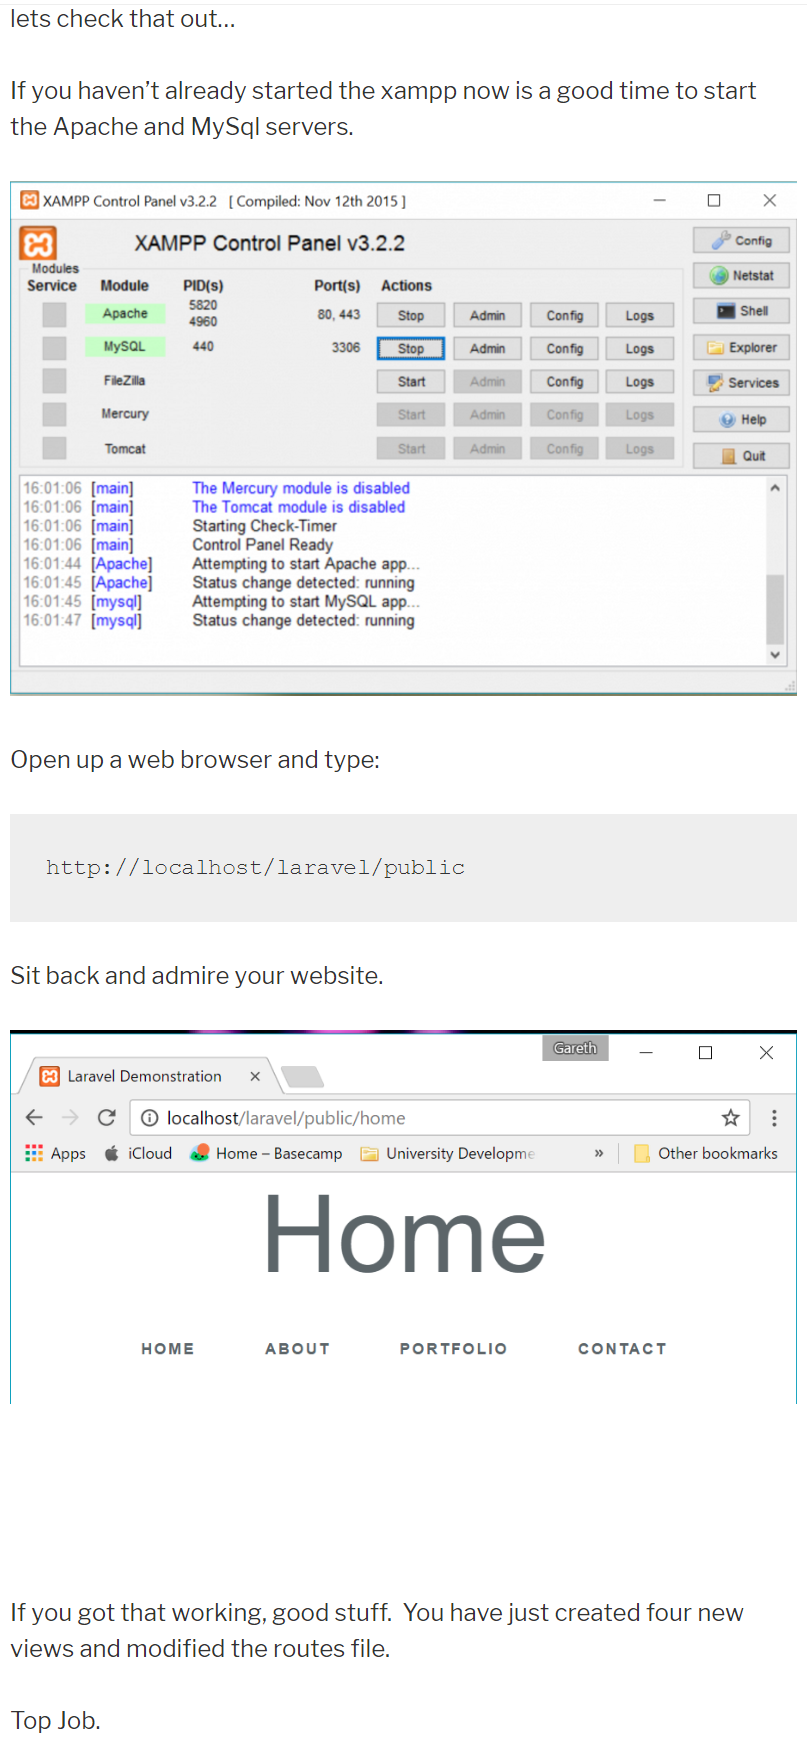 lets check that out...
If you haven’t already started the xampp now is a good time to start
the Apache and MySql servers.
XAMPP Control Panel v3.2.2 [ Compiled: Nov 12th 2015 ]
XAMPP Control Panel v3.2.2
Config
Modules
Service Module PID(s) Port(s) Actions
Netstat
Apache 5820 4960 80, 443 Stop Admin Config Logs
Shell
MySQL 440 3306 Stop Admin Config Logs
Explorer
FileZilla Start Admin Config Logs
Services
Mercury Start Admin Config Logs
Help
Tomcat Start Admin Config Logs
Quit
16:01:06 [main] The Mercury module is disabled
16:01:06 [main] The Tomcat module is disabled
16:01:06 [main] Starting Check-Timer
16:01:06 [main] Control Panel Ready
16:01:44 [Apache] Attempting to start Apache app...
16:01:45 [Apache] Status change detected: running
16:01:45 [mysql] Attempting to start MySQL app...
16:01:47 [mysql] Status change detected: running
Open up a web browser and type:
http://localhost/laravel/public
Sit back and admire your website.
Gareth
Laravel Demonstration
localhost/laravel/public/home
Apps iCloud Home – Basecamp University Developme » Other bookmarks
Home
HOME ABOUT PORTFOLIO CONTACT
If you got that working, good stuff. You have just created four new
views and modified the routes file.
Top Job.